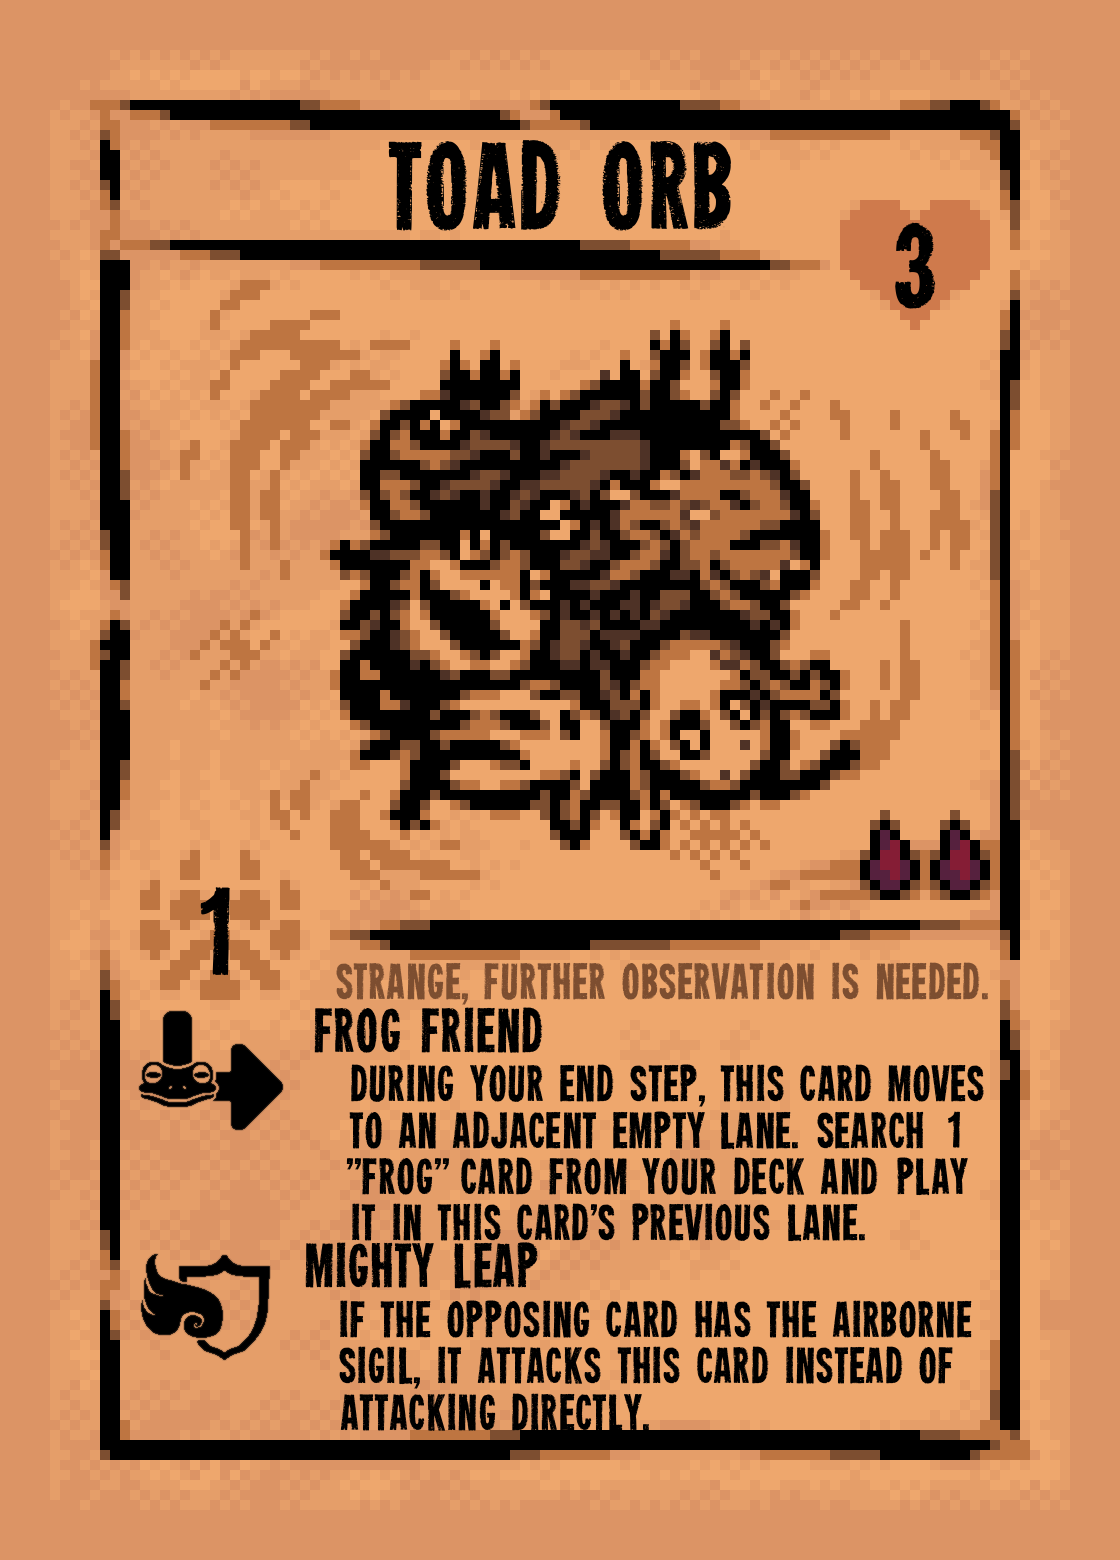 TOAD ORB
3
1
STRANGE, FURTHER OBSERVATION IS NEEDED.
FROG FRIEND
DURING YOUR END STEP, THIS CARD MOVES
TO AN ADJACENT EMPTY LANE. SEARCH 1
"FROG" CARD FROM YOUR DECK AND PLAY
IT IN THIS CARD'S PREVIOUS LANE.
MIGHTY LEAP
IF THE OPPOSING CARD HAS THE AIRBORNE
SIGIL, IT ATTACKS THIS CARD INSTEAD OF
ATTACKING DIRECTLY.